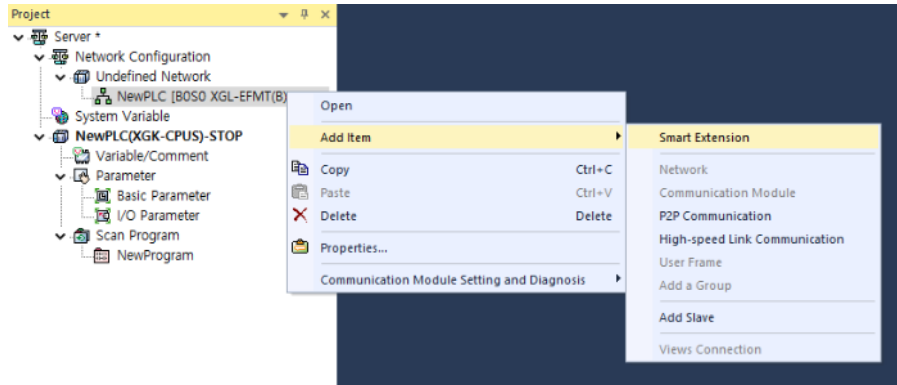 Project
Server *
Network Configuration
Undefined Network
NewPLC [B0S0 XGL-EFMT(B)
System Variable
NewPLC(XGK-CPUS)-STOP
Variable/Comment
Parameter
Basic Parameter
I/O Parameter
Scan Program
NewProgram
Open
Add Item
Copy Ctrl+C
Paste Ctrl+V
Delete Delete
Properties...
Communication Module Setting and Diagnosis
Smart Extension
Network
Communication Module
P2P Communication
High-speed Link Communication
User Frame
Add a Group
Add Slave
Views Connection